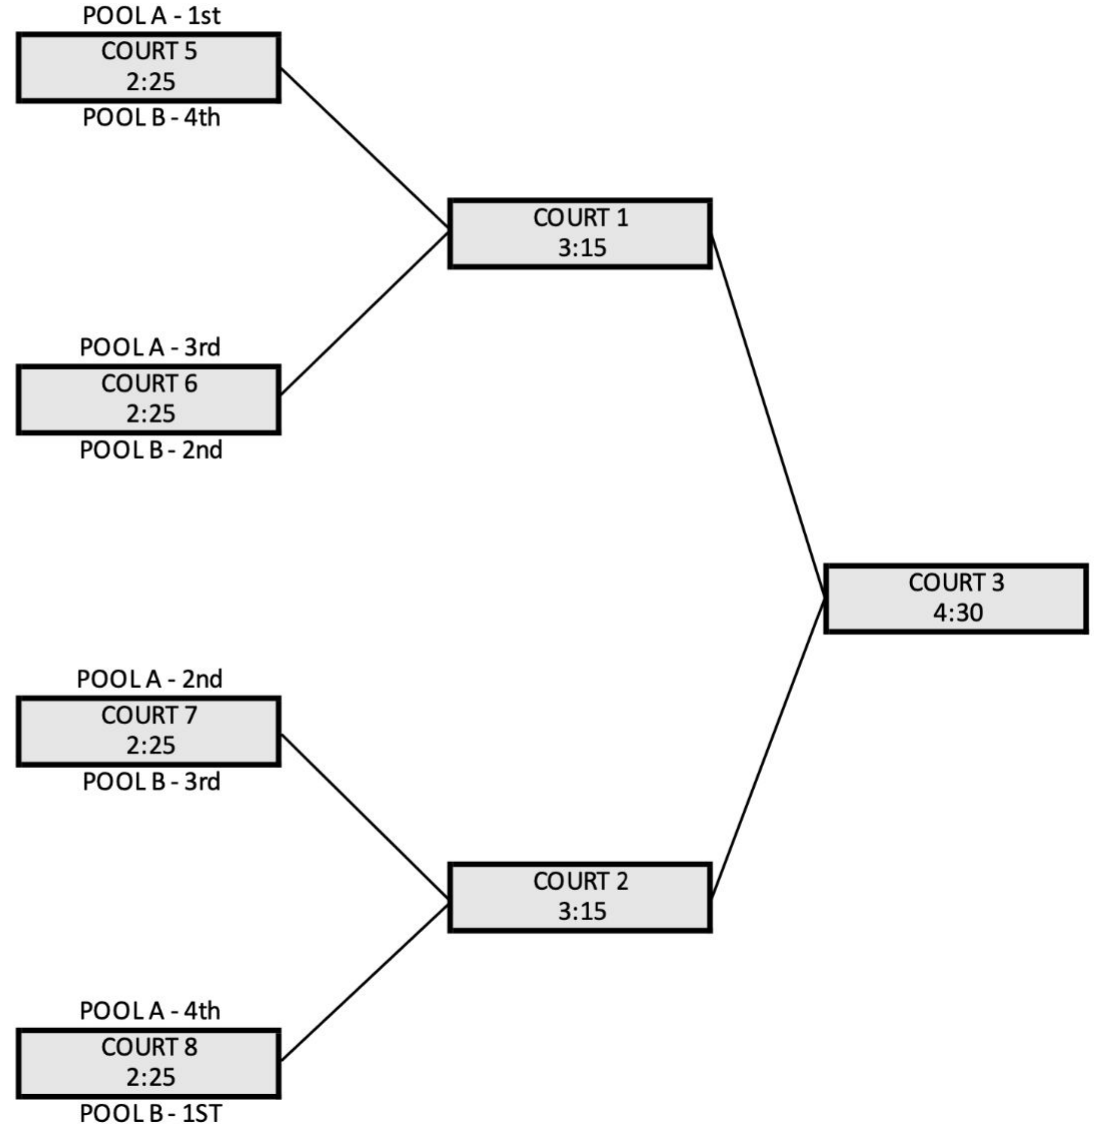 POOL A - 1st
COURT 5
2:25
POOL B - 4th
COURT 1
3:15
POOL A - 3rd
COURT 6
2:25
POOL B - 2nd
COURT 3
4:30
POOL A - 2nd
COURT 7
2:25
POOL B - 3rd
COURT 2
3:15
POOL A - 4th
COURT 8
2:25
POOL B - 1ST